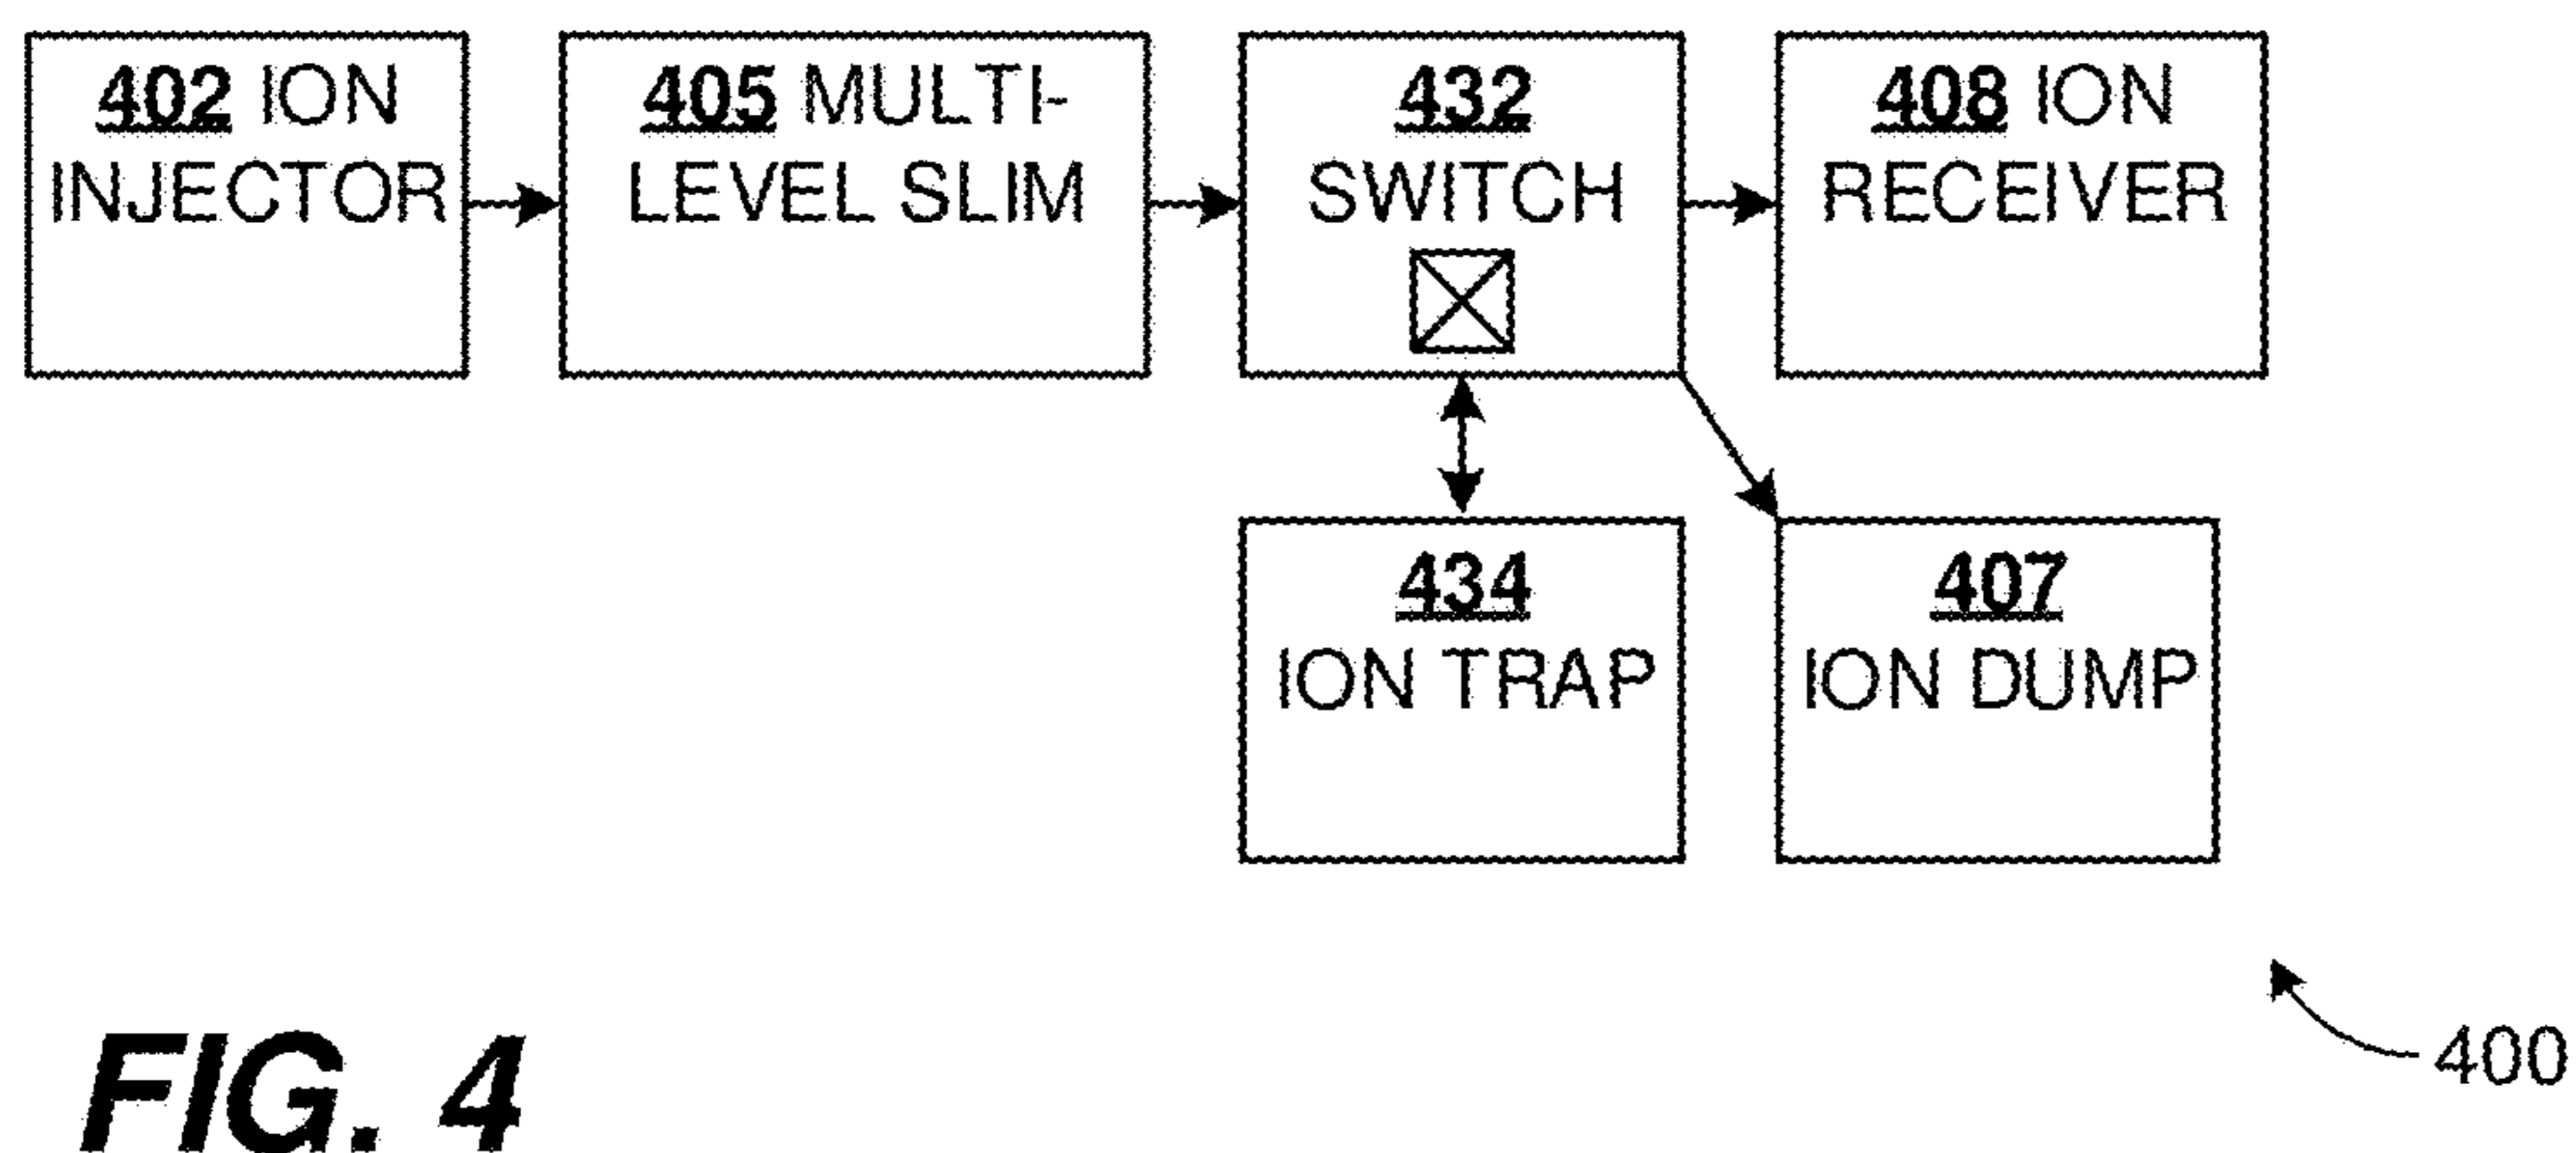 402 ION
INJECTOR
405 MULTI-
LEVEL SLIM
432
SWITCH
408 ION
RECEIVER
434
ION TRAP
407
ION DUMP
400
FIG. 4